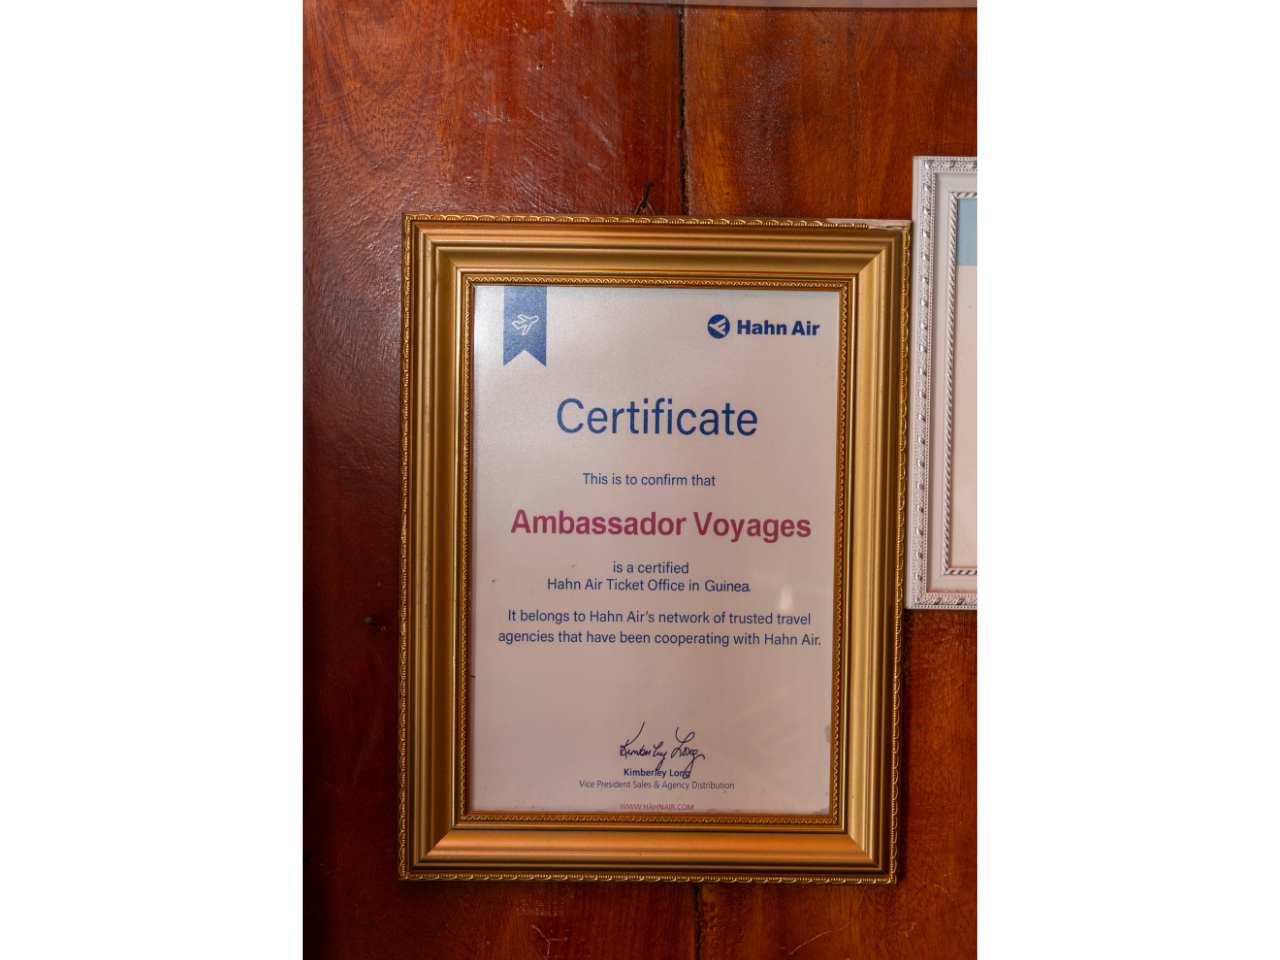 Hahn Air
Certificate
This is to confirm that
Ambassador Voyages
is a certified
Hahn Air Ticket Office in Guinea.
It belongs to Hahn Air's network of trusted travel
agencies that have been cooperating with Hahn Air.
Kimberley Long
Kimberley Long
Vice President Sales & Agency Distribution
WWW.HAHNAIR.COM